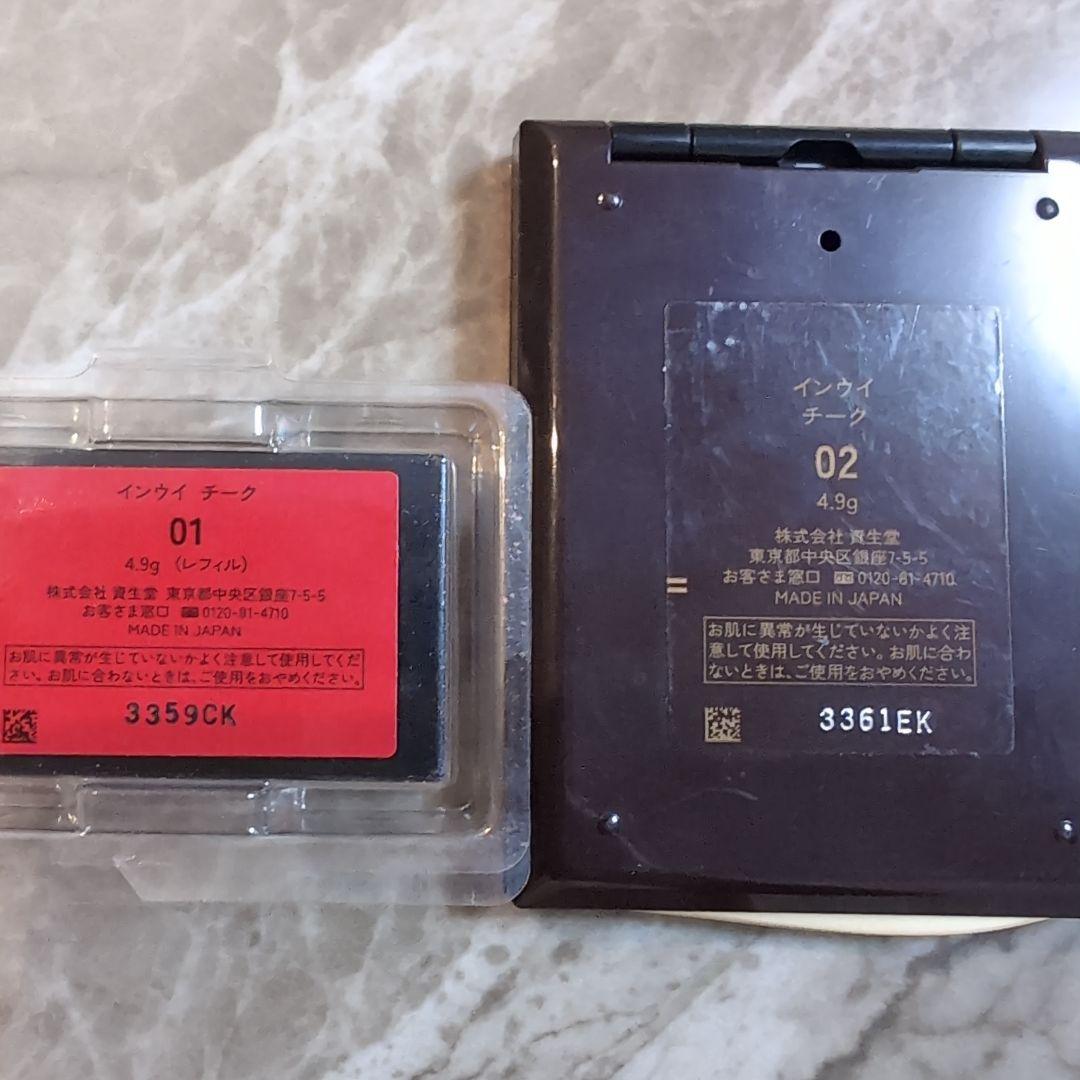 インウイ チーク
01
4.9g (レフィル)
株式会社 資生堂 東京都中央区銀座7-5-5
お客さま窓口 0120-81-4710
MADE IN JAPAN
お肌に異常が生じていないかよく注意して使用してくだ
さい。お肌に合わないときは、ご使用をおやめください。
3359CK
インウイ
チーク
02
4.9g
株式会社 資生堂
東京都中央区銀座7-5-5
お客さま窓口 0120-81-4710
MADE IN JAPAN
お肌に異常が生じていないかよく注
意して使用してください。お肌に合わ
ないときは、ご使用をおやめください。
3361EK